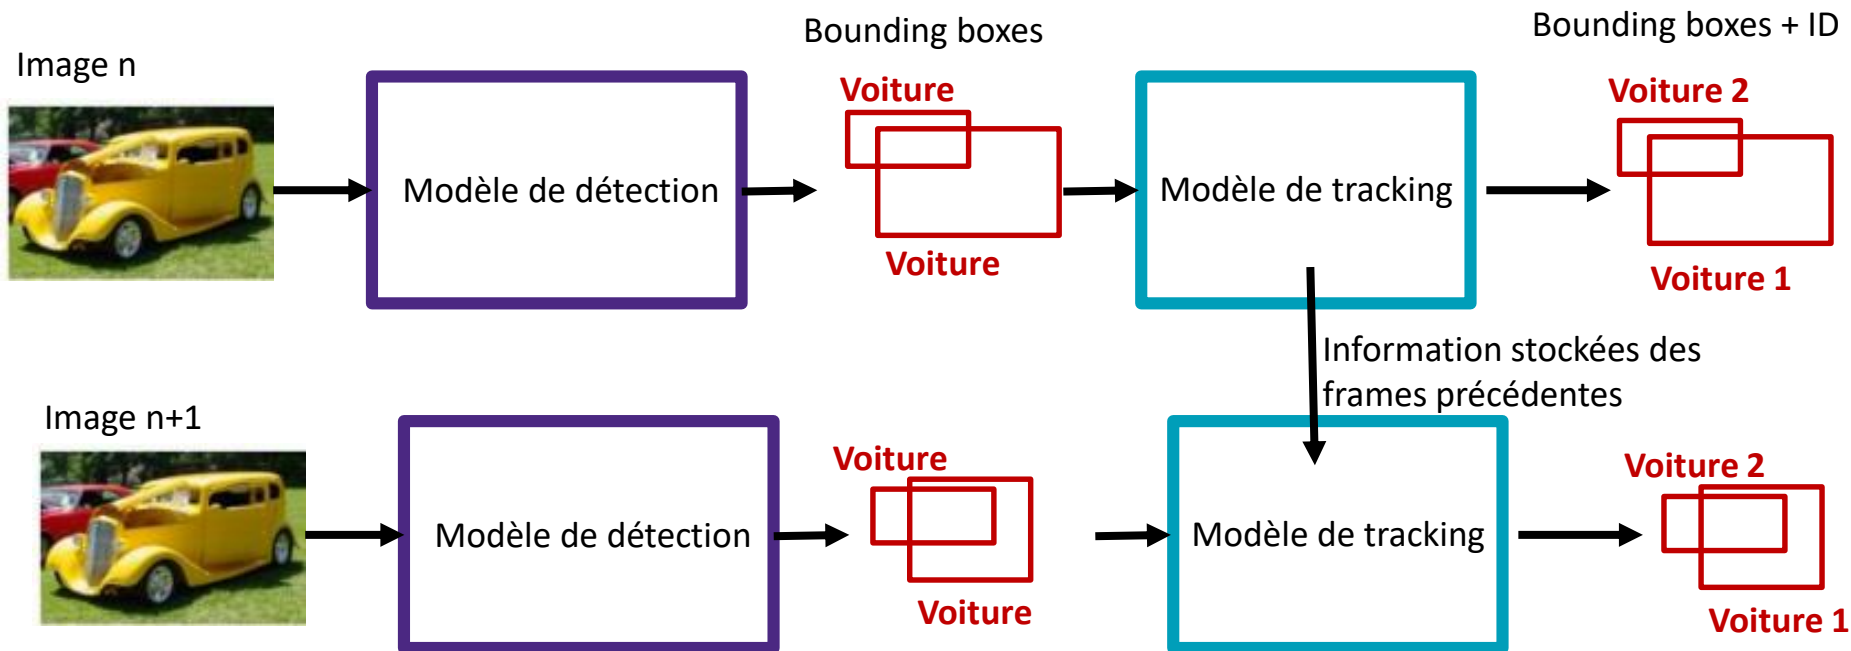 Image n
Bounding boxes
Bounding boxes + ID
Modèle de détection
Voiture
Voiture
Modèle de tracking
Voiture 2
Voiture 1
Information stockées des
frames précédentes
Image n+1
Modèle de détection
Voiture
Voiture
Modèle de tracking
Voiture 2
Voiture 1